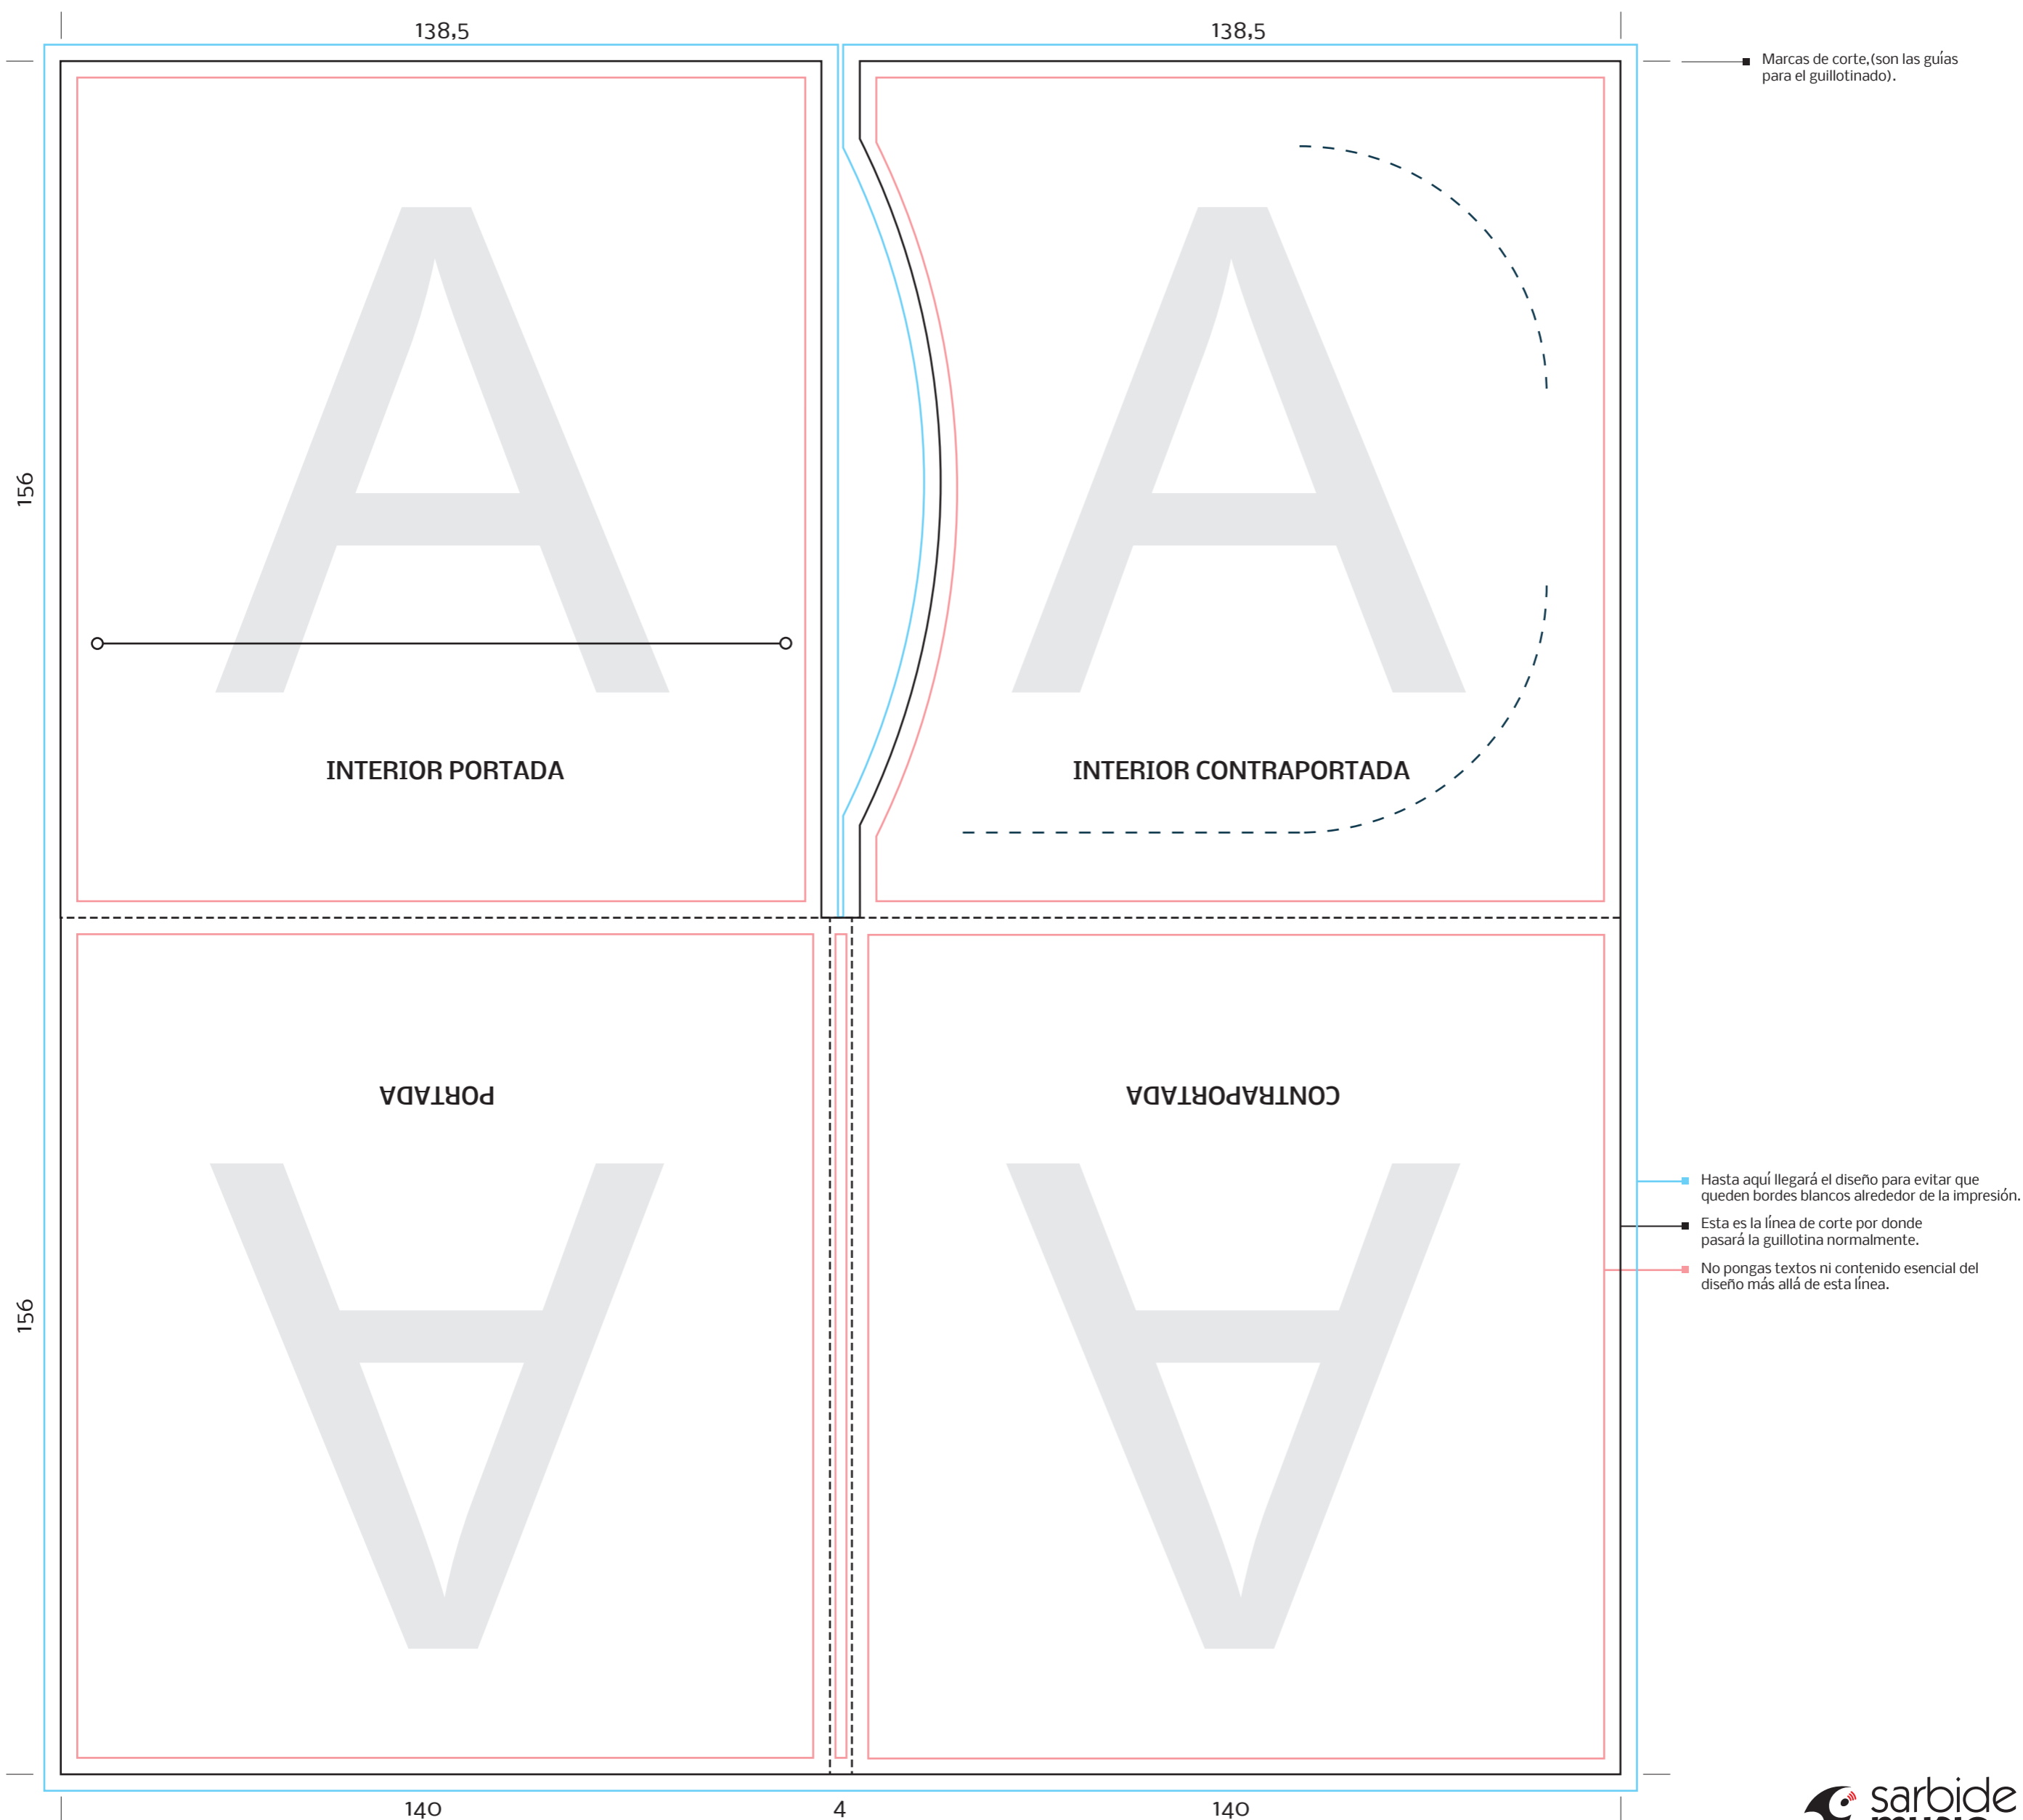 138,5
138,5
Marcas de corte,(son las guías
para el guillotinado).
156
A
A
INTERIOR PORTADA
INTERIOR CONTRAPORTADA
PORTADA
CONTRAPORTADA
A
A
Hasta aquí llegará el diseño para evitar que
queden bordes blancos alrededor de la impresión.
Esta es la línea de corte por donde
pasará la guillotina normalmente.
No pongas textos ni contenido esencial del
diseño más allá de esta línea.
156
140
4
140
sarbide
music